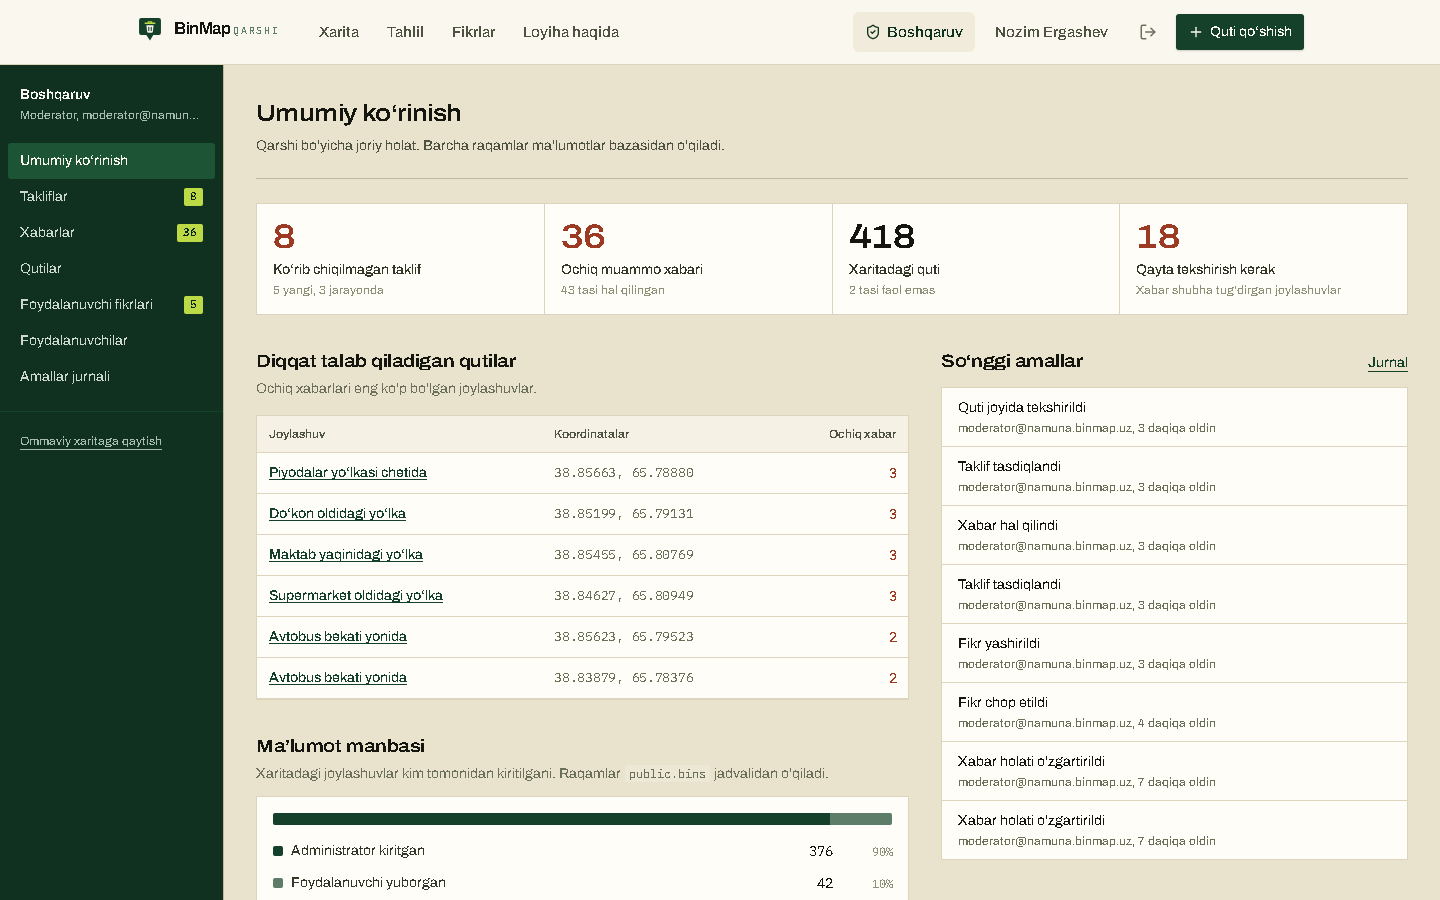 BinMap QARSHI
Xarita
Tahlil
Fikrlar
Loyiha haqida
Boshqaruv
Nozim Ergashev
Quti qo‘shish
Boshqaruv
Moderator, moderator@namun...
Umumiy ko‘rinish
Takliflar 8
Xabarlar 36
Qutilar
Foydalanuvchi fikrlari 5
Foydalanuvchilar
Amallar jurnali
Ommaviy xaritaga qaytish
Umumiy ko‘rinish
Qarshi bo‘yicha joriy holat. Barcha raqamlar ma’lumotlar bazasidan o‘qiladi.
8
Ko‘rib chiqilmagan taklif
5 yangi, 3 jarayonda
36
Ochiq muammo xabari
43 tasi hal qilingan
418
Xaritadagi quti
2 tasi faol emas
18
Qayta tekshirish kerak
Xabar shubha tug‘dirgan joylashuvlar
Diqqat talab qiladigan qutilar
Ochiq xabarlari eng ko‘p bo‘lgan joylashuvlar.
Joylashuv Koordinatalar Ochiq xabar
Piyodalar yo‘lkasi chetida 38.85663, 65.78880 3
Do‘kon oldidagi yo‘lka 38.85199, 65.79131 3
Maktab yaqinidagi yo‘lka 38.85455, 65.80769 3
Supermarket oldidagi yo‘lka 38.84627, 65.80949 3
Avtobus bekati yonida 38.85623, 65.79523 2
Avtobus bekati yonida 38.83879, 65.78376 2
Ma’lumot manbasi
Xaritadagi joylashuvlar kim tomonidan kiritilgani. Raqamlar public.bins jadvalidan o‘qiladi.
Administrator kiritgan 376 90%
Foydalanuvchi yuborgan 42 10%
So‘nggi amallar
Jurnal
Quti joyida tekshirildi
moderator@namuna.binmap.uz, 3 daqiqa oldin
Taklif tasdiqlandi
moderator@namuna.binmap.uz, 3 daqiqa oldin
Xabar hal qilindi
moderator@namuna.binmap.uz, 3 daqiqa oldin
Taklif tasdiqlandi
moderator@namuna.binmap.uz, 3 daqiqa oldin
Fikr yashirildi
moderator@namuna.binmap.uz, 3 daqiqa oldin
Fikr chop etildi
moderator@namuna.binmap.uz, 4 daqiqa oldin
Xabar holati o‘zgartirildi
moderator@namuna.binmap.uz, 7 daqiqa oldin
Xabar holati o‘zgartirildi
moderator@namuna.binmap.uz, 7 daqiqa oldin